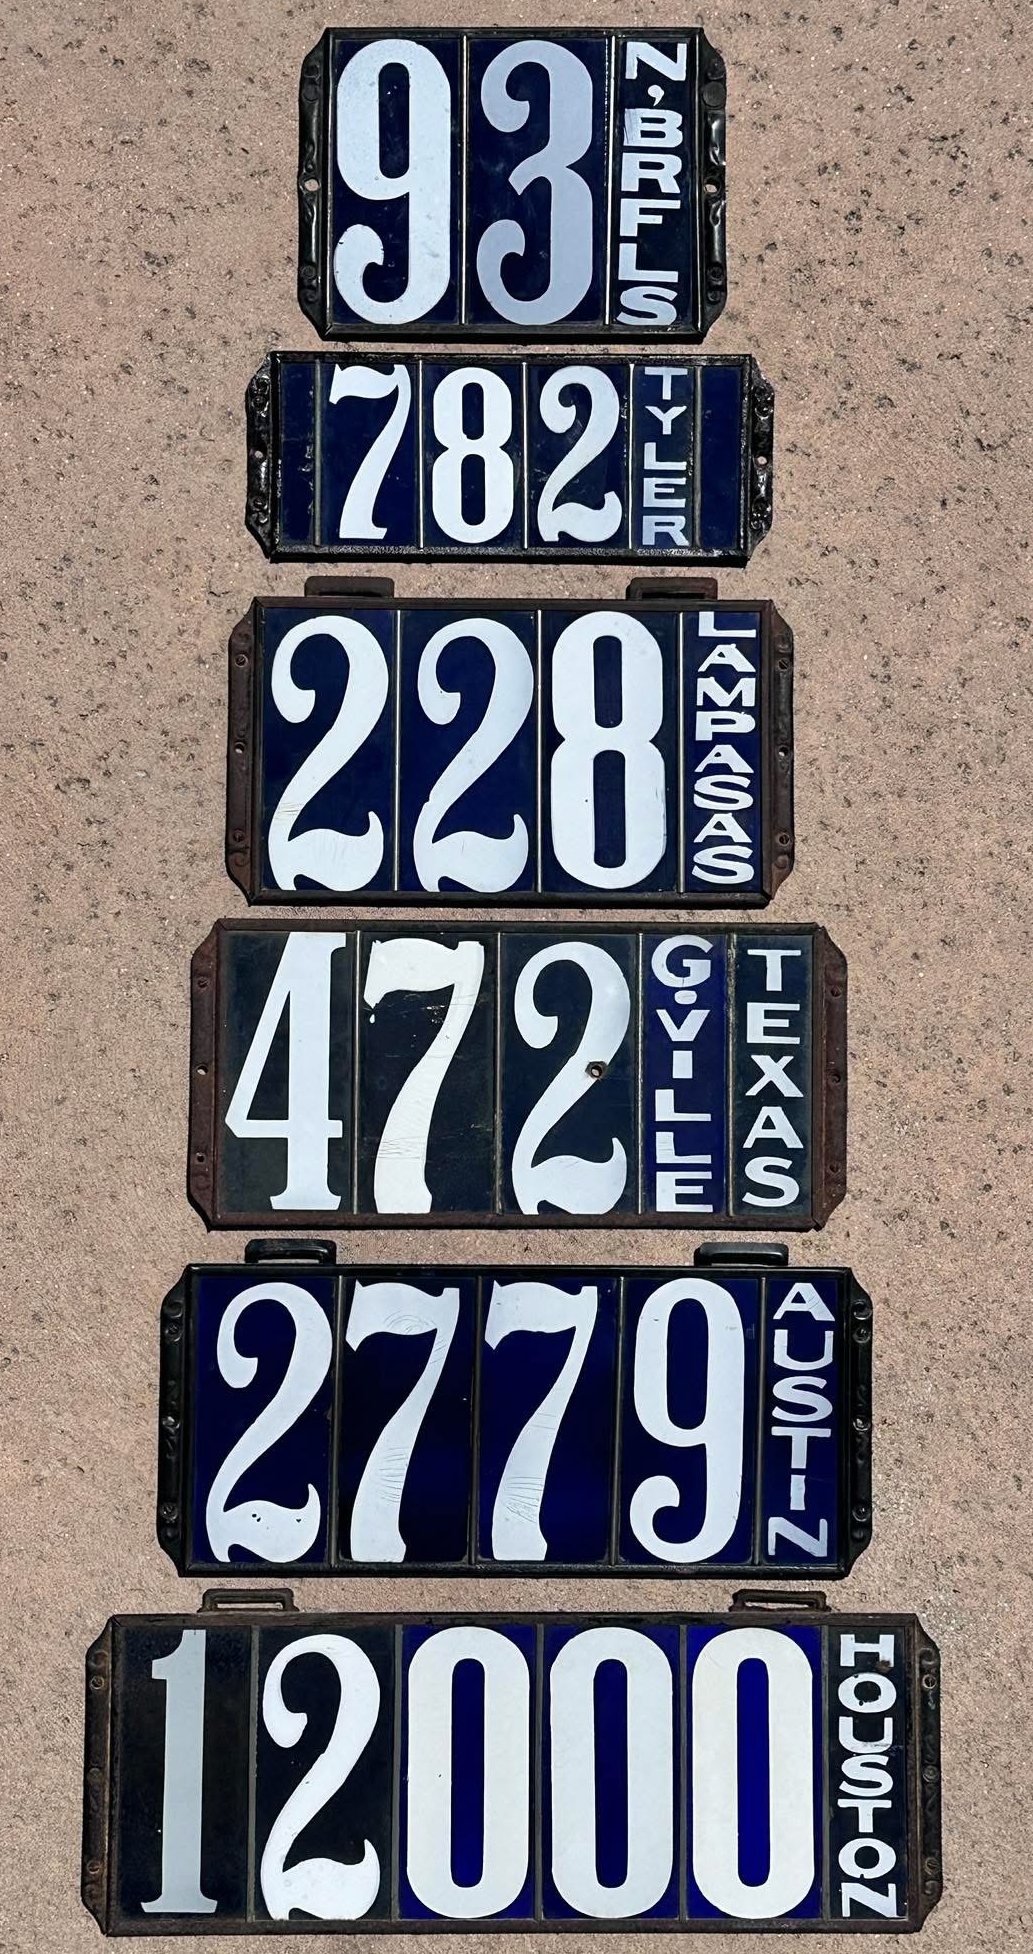 93 N,BRFLS
782 TYLER
228 LAMPASAS
472 G.VILLE TEXAS
2779 AUSTIN
12000 HOUSTON